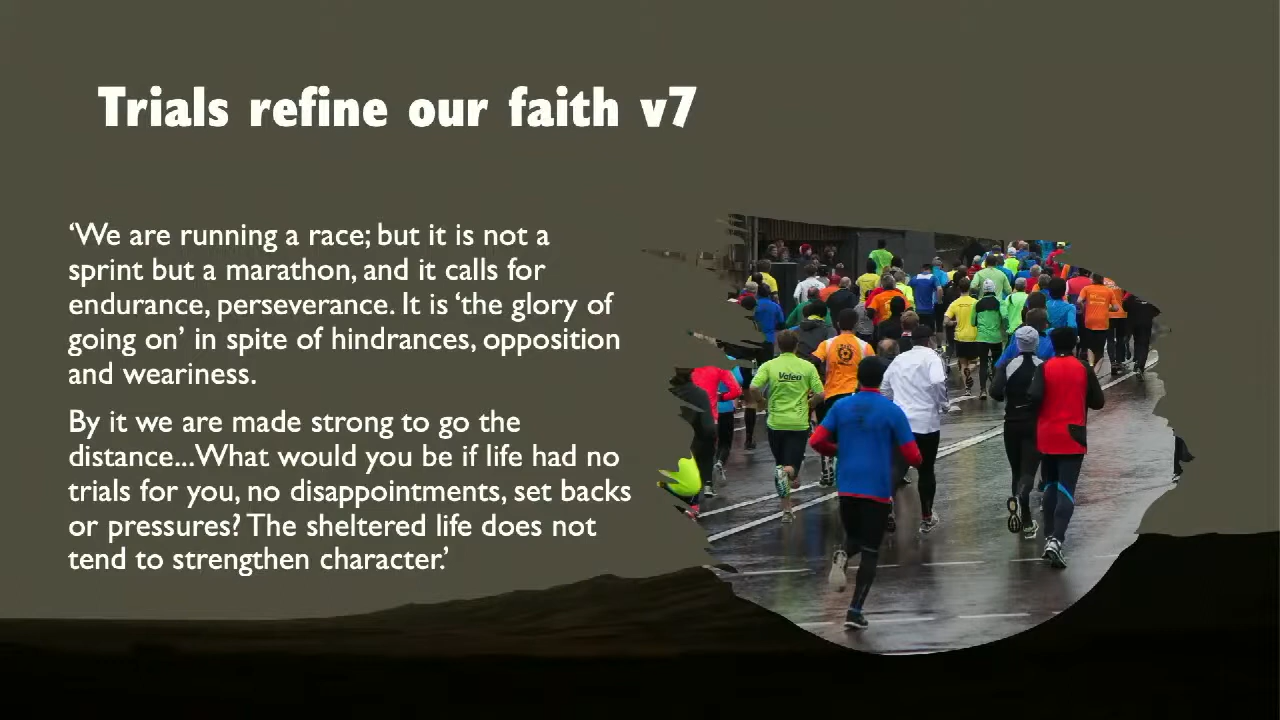 Trials refine our faith v7
‘We are running a race; but it is not a
sprint but a marathon, and it calls for
endurance, perseverance. It is ‘the glory of
going on’ in spite of hindrances, opposition
and weariness.
By it we are made strong to go the
distance...What would you be if life had no
trials for you, no disappointments, set backs
or pressures? The sheltered life does not
tend to strengthen character.’
Valeo